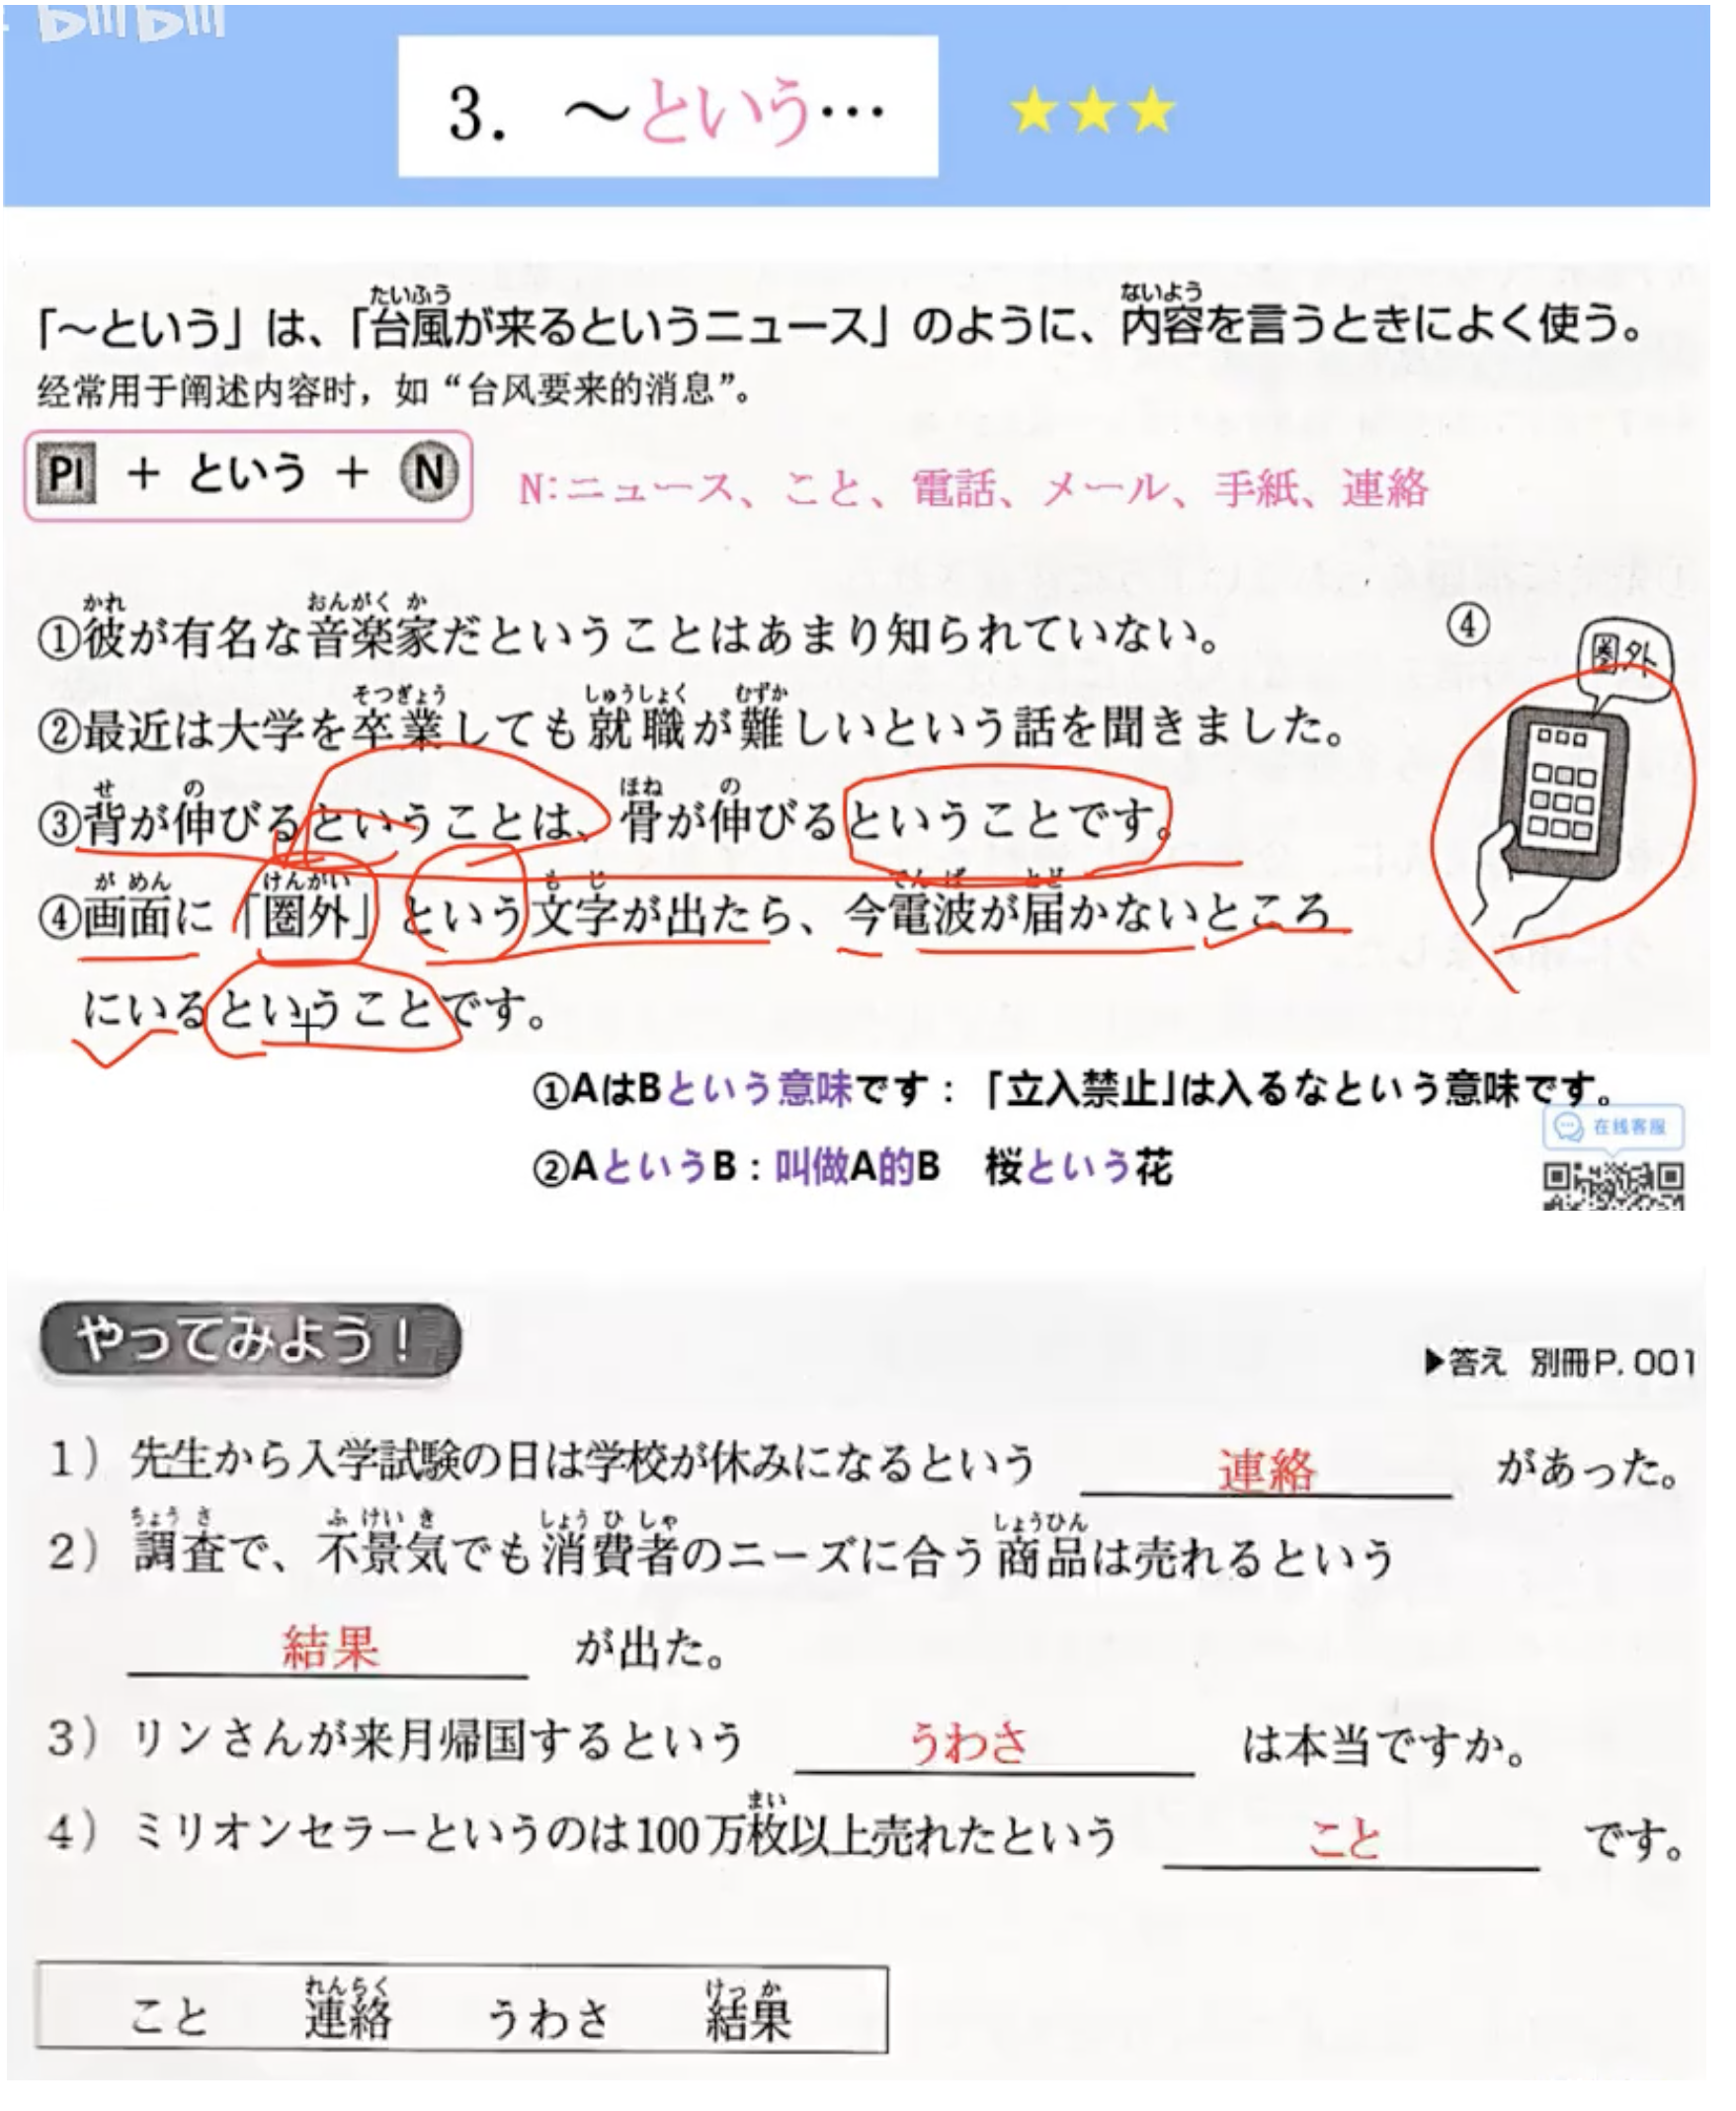 bilibili
3. ～という… ★★★
「～という」は、「台風が来るというニュース」のように、内容を言うときによく使う。
经常用于阐述内容时，如“台风要来的消息”。
Pl + という + N
N:ニュース、こと、電話、メール、手紙、連絡
①彼が有名な音楽家だということはあまり知られていない。
②最近は大学を卒業しても就職が難しいという話を聞きました。
③背が伸びるということは、骨が伸びるということです。
④画面に「圏外」という文字が出たら、今電波が届かないところ
にいるということです。
④
圏外
①AはBという意味です：「立入禁止」は入るなという意味です。
②AというB：叫做A的B 桜という花
在线客服
やってみよう！
▶答え 別冊P.001
1）先生から入学試験の日は学校が休みになるという 連絡 があった。
2）調査で、不景気でも消費者のニーズに合う商品は売れるという
結果 が出た。
3）リンさんが来月帰国するという うわさ は本当ですか。
4）ミリオンセラーというのは100万枚以上売れたという こと です。
こと 連絡 うわさ 結果